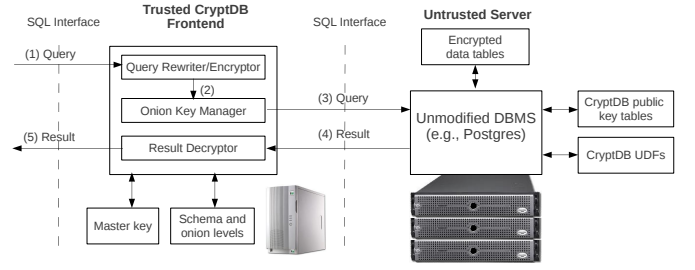 SQL Interface
Trusted CryptDB
Frontend
SQL Interface
Untrusted Server
(1) Query
Query Rewriter/Encryptor
(2)
Onion Key Manager
(3) Query
(4) Result
(5) Result
Result Decryptor
Encrypted
data tables
Unmodified DBMS
(e.g., Postgres)
CryptDB public
key tables
CryptDB UDFs
Master key
Schema and
onion levels